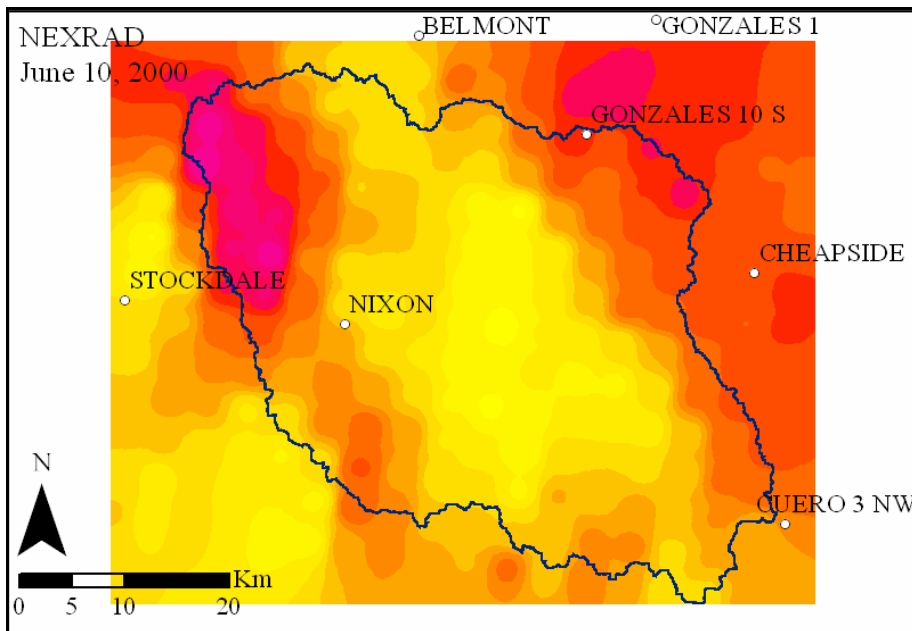 NEXRAD
June 10, 2000
BELMONT
GONZALES 1
GONZALES 10 S
CHEAPSIDE
STOCKDALE
NIXON
CUERO 3 NW
N
Km
0 5 10 20